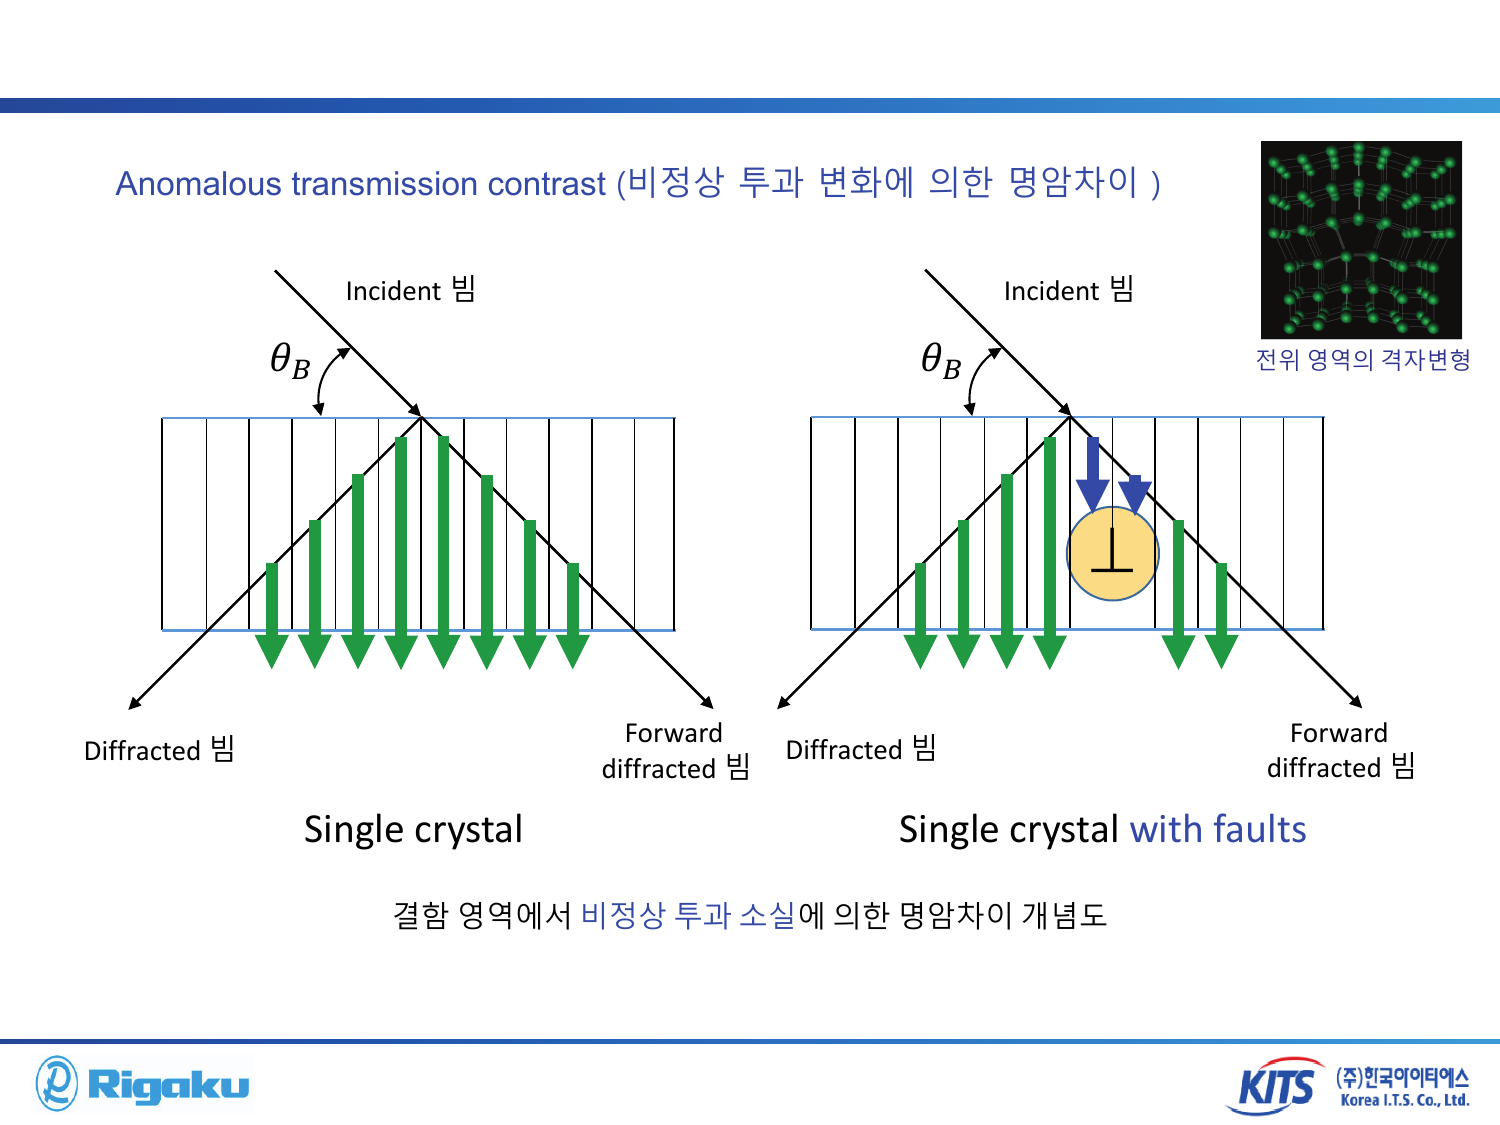 Anomalous transmission contrast (비정상 투과 변화에 의한 명암차이 )
전위 영역의 격자변형
Incident 빔
θB
Diffracted 빔
Forward
diffracted 빔
Single crystal
Incident 빔
θB
⊥
Diffracted 빔
Forward
diffracted 빔
Single crystal with faults
결함 영역에서 비정상 투과 소실에 의한 명암차이 개념도
Rigaku
KITS
(주)한국아이티에스
Korea I.T.S. Co., Ltd.